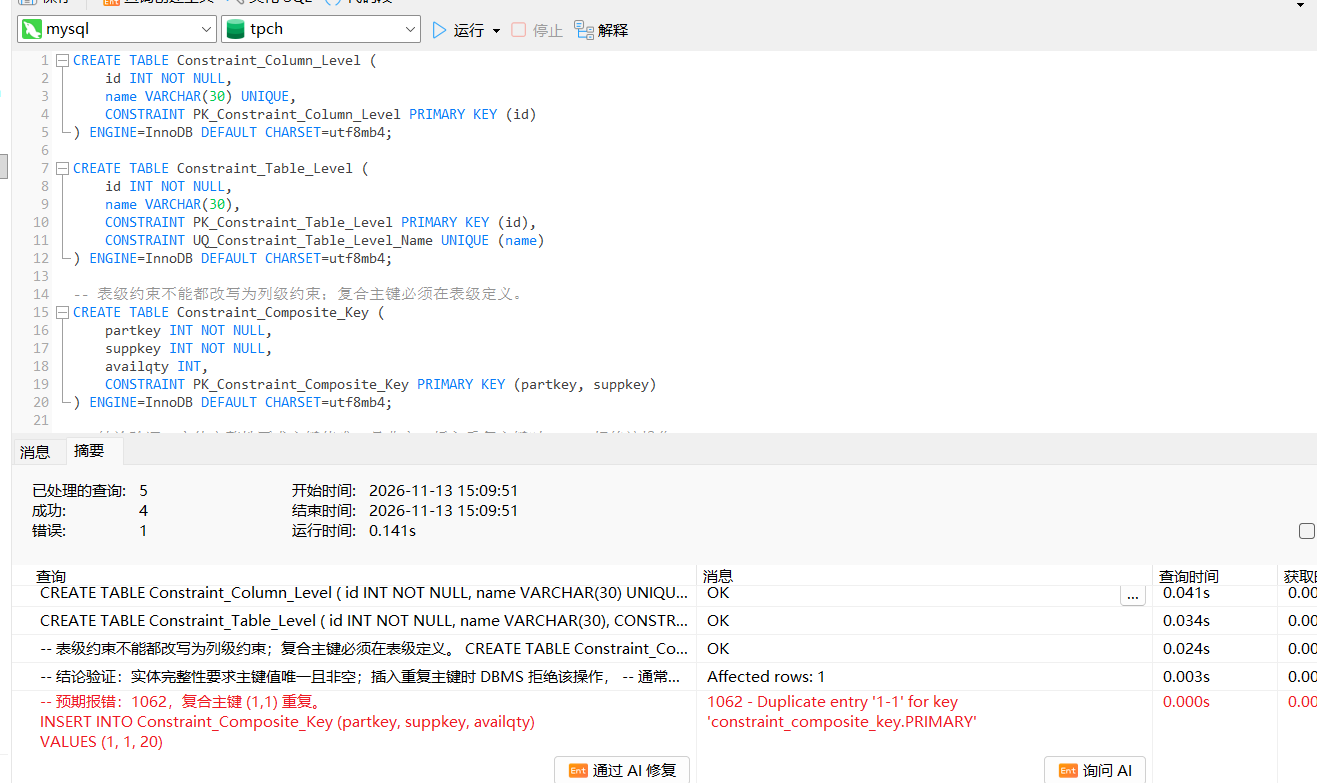 mysql
tpch
运行
停止
解释
1 CREATE TABLE Constraint_Column_Level (
2 id INT NOT NULL,
3 name VARCHAR(30) UNIQUE,
4 CONSTRAINT PK_Constraint_Column_Level PRIMARY KEY (id)
5 ) ENGINE=InnoDB DEFAULT CHARSET=utf8mb4;
6
7 CREATE TABLE Constraint_Table_Level (
8 id INT NOT NULL,
9 name VARCHAR(30),
10 CONSTRAINT PK_Constraint_Table_Level PRIMARY KEY (id),
11 CONSTRAINT UQ_Constraint_Table_Level_Name UNIQUE (name)
12 ) ENGINE=InnoDB DEFAULT CHARSET=utf8mb4;
13
14 -- 表级约束不能都改写为列级约束；复合主键必须在表级定义。
15 CREATE TABLE Constraint_Composite_Key (
16 partkey INT NOT NULL,
17 suppkey INT NOT NULL,
18 availqty INT,
19 CONSTRAINT PK_Constraint_Composite_Key PRIMARY KEY (partkey, suppkey)
20 ) ENGINE=InnoDB DEFAULT CHARSET=utf8mb4;
21
消息 摘要
已处理的查询: 5 开始时间: 2026-11-13 15:09:51
成功: 4 结束时间: 2026-11-13 15:09:51
错误: 1 运行时间: 0.141s
查询 消息 查询时间
CREATE TABLE Constraint_Column_Level ( id INT NOT NULL, name VARCHAR(30) UNIQU... OK ... 0.041s 0.00
CREATE TABLE Constraint_Table_Level ( id INT NOT NULL, name VARCHAR(30), CONSTR... OK 0.034s 0.00
-- 表级约束不能都改写为列级约束；复合主键必须在表级定义。 CREATE TABLE Constraint_Co... OK 0.024s 0.00
-- 结论验证：实体完整性要求主键值唯一且非空；插入重复主键时 DBMS 拒绝该操作， -- 通常... Affected rows: 1 0.003s 0.00
-- 预期报错：1062，复合主键 (1,1) 重复。 1062 - Duplicate entry '1-1' for key 0.000s 0.00
INSERT INTO Constraint_Composite_Key (partkey, suppkey, availqty) 'constraint_composite_key.PRIMARY'
VALUES (1, 1, 20)
Ent 通过 AI 修复 Ent 询问 AI